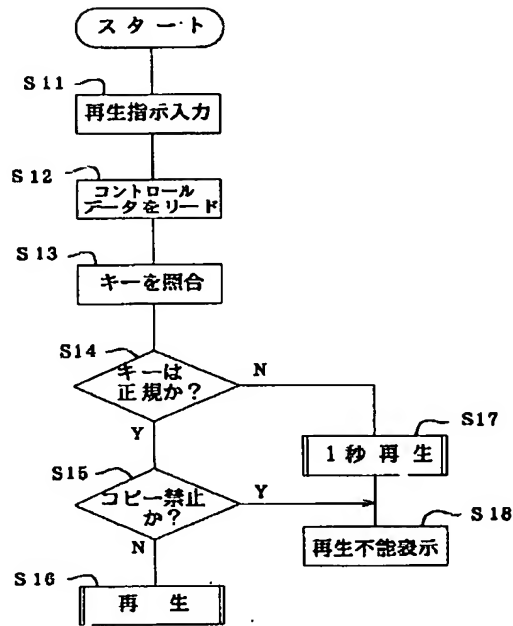 スタート
S11
再生指示入力
S12
コントロール
データをリード
S13
キーを照合
S14
キーは
正規か?
N
Y
S17
1秒再生
S15
コピー禁止
か?
Y
N
S18
再生不能表示
S16
再生